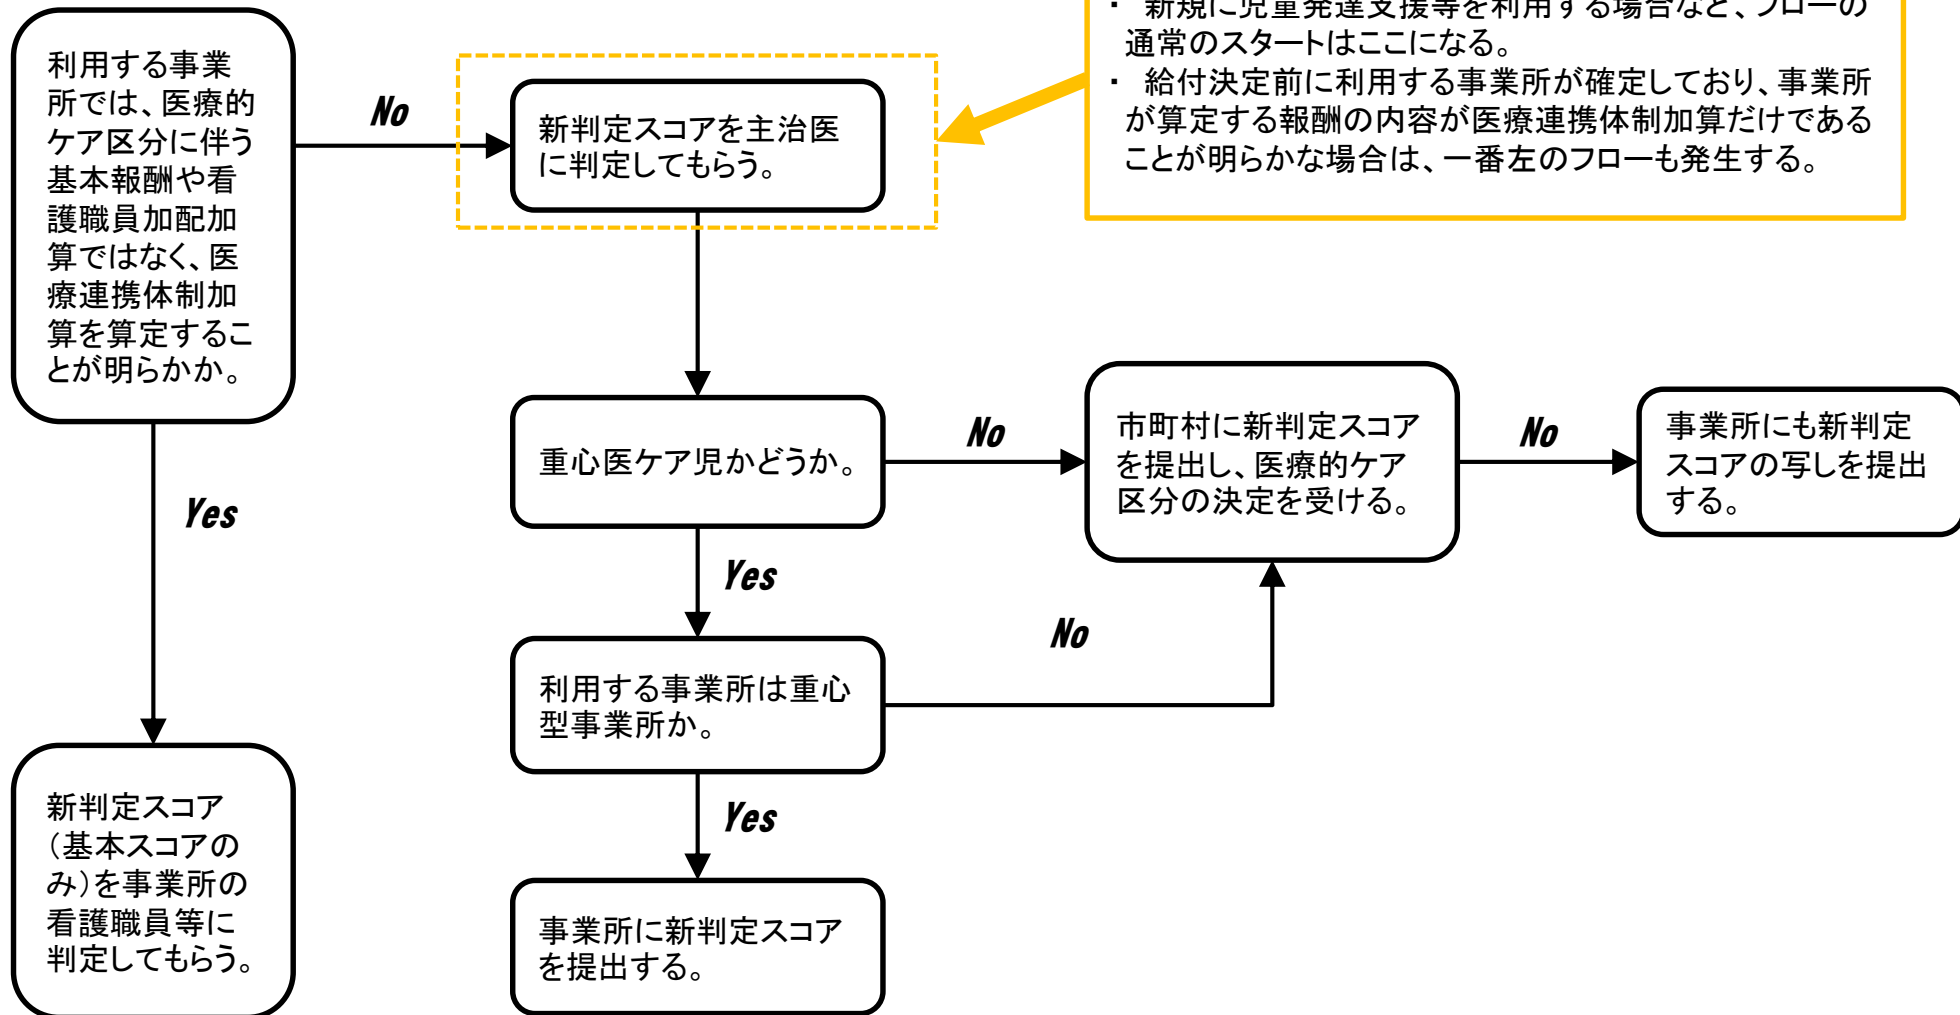 利用する事業
所では、医療的
ケア区分に伴う
基本報酬や看
護職員加配加
算ではなく、医
療連携体制加
算を算定するこ
とが明らかか。
No
新判定スコアを主治医
に判定してもらう。
・ 新規に児童発達支援等を利用する場合など、フローの
通常のスタートはここになる。
・ 給付決定前に利用する事業所が確定しており、事業所
が算定する報酬の内容が医療連携体制加算だけである
ことが明らかな場合は、一番左のフローも発生する。
Yes
重心医ケア児かどうか。
No
市町村に新判定スコア
を提出し、医療的ケア
区分の決定を受ける。
No
事業所にも新判定
スコアの写しを提出
する。
Yes
利用する事業所は重心
型事業所か。
No
Yes
新判定スコア
（基本スコアの
み）を事業所の
看護職員等に
判定してもらう。
事業所に新判定スコア
を提出する。